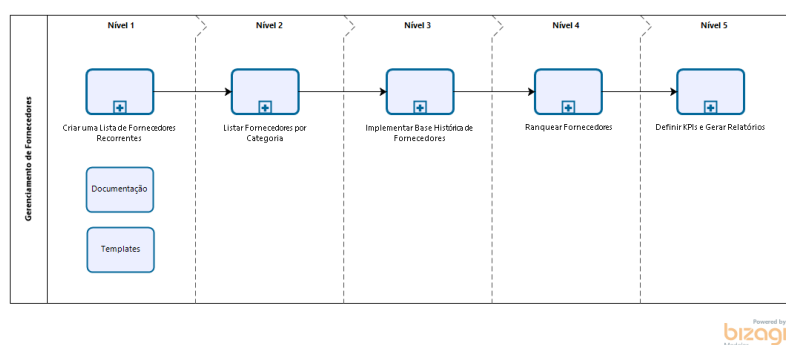 Nível 1
Nível 2
Nível 3
Nível 4
Nível 5
Gerenciamento de Fornecedores
Criar uma Lista de Fornecedores
Recorrentes
Listar Fornecedores por
Categoria
Implementar Base Histórica de
Fornecedores
Ranquear Fornecedores
Definir KPIs e Gerar Relatórios
Documentação
Templates
Powered by
bizagi
Modeler